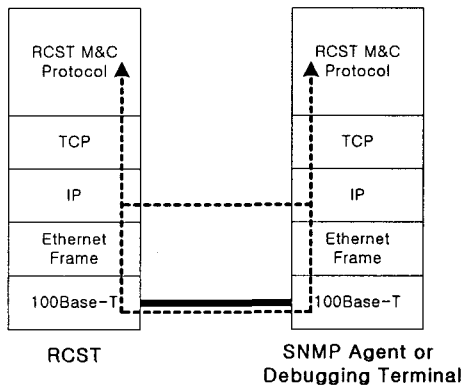 RCST M&C
Protocol
TCP
IP
Ethernet
Frame
100Base-T
RCST
RCST M&C
Protocol
TCP
IP
Ethernet
Frame
100Base-T
SNMP Agent or
Debugging Terminal